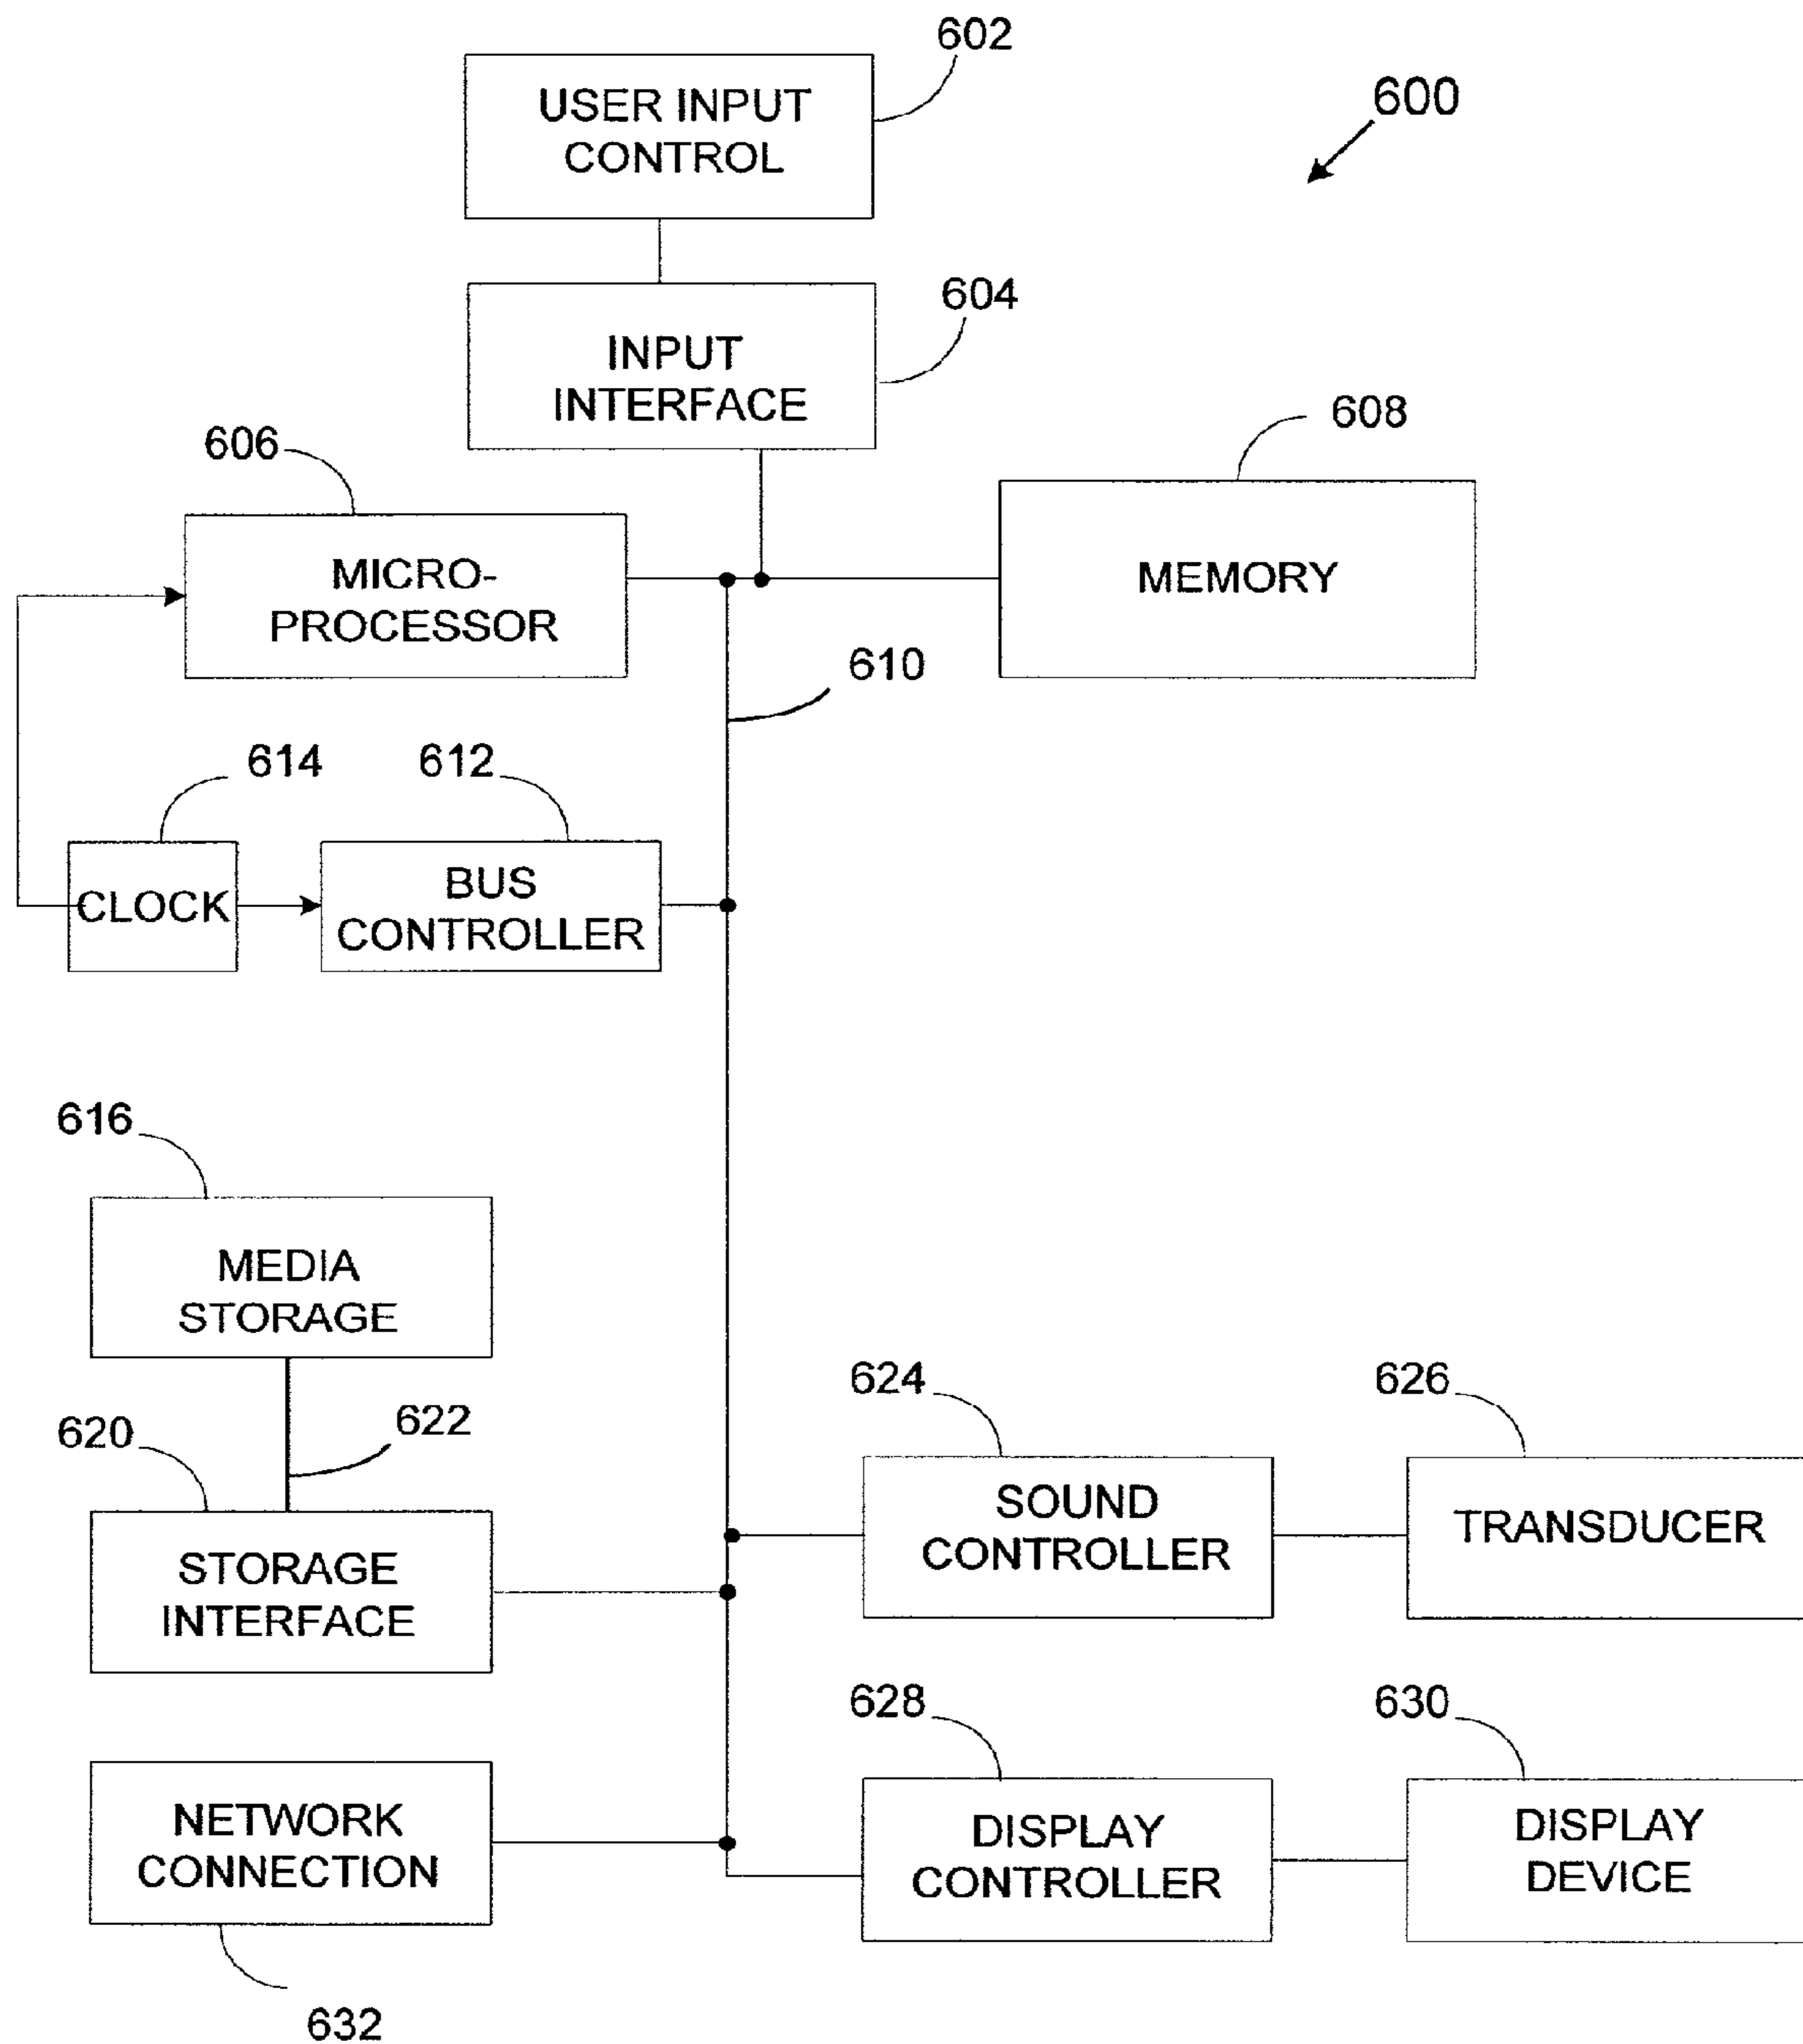 602
USER INPUT
CONTROL
600
604
INPUT
INTERFACE
606
608
MICRO-
PROCESSOR
MEMORY
610
614
612
CLOCK
BUS
CONTROLLER
616
MEDIA
STORAGE
622
620
STORAGE
INTERFACE
624
626
SOUND
CONTROLLER
TRANSDUCER
628
630
NETWORK
CONNECTION
DISPLAY
CONTROLLER
DISPLAY
DEVICE
632